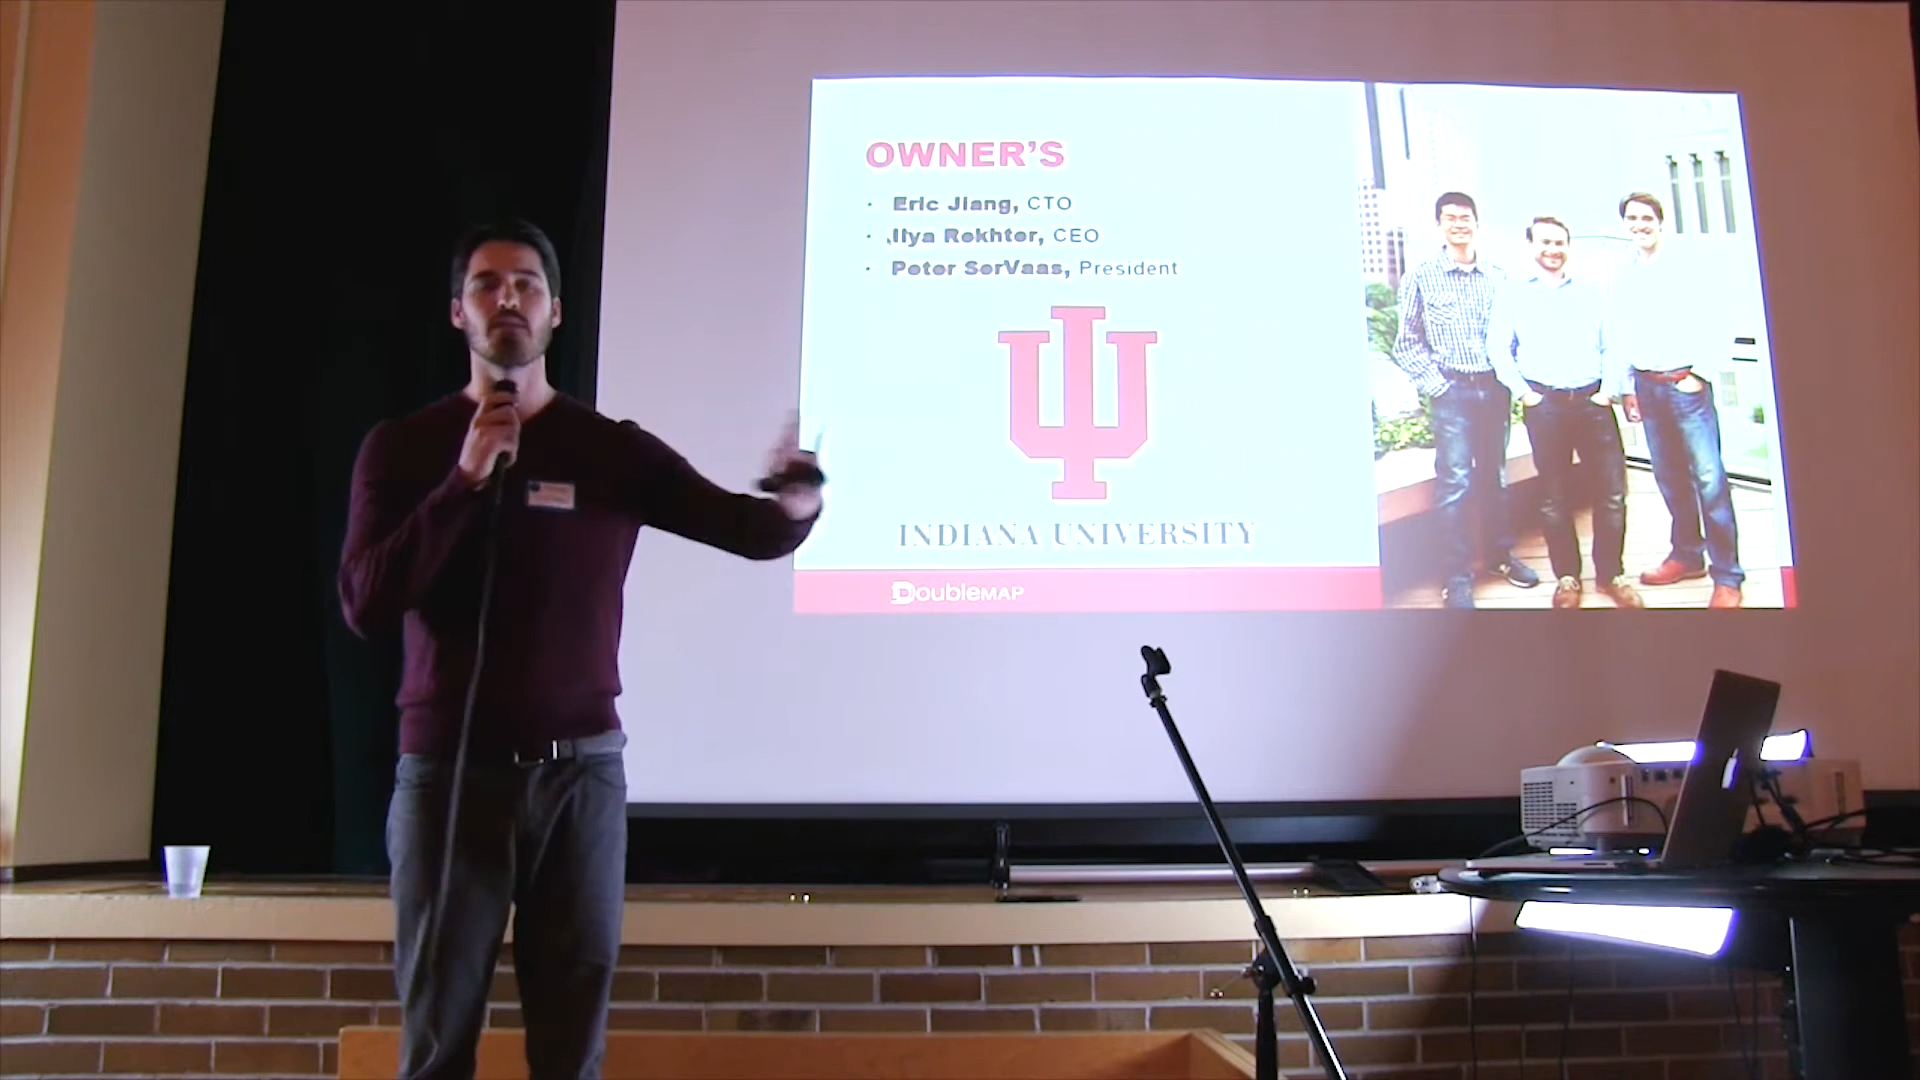 OWNER'S
• Eric Jiang, CTO
• Ilya Rekhter, CEO
• Peter SerVaas, President
INDIANA UNIVERSITY
DOUBLEMAP